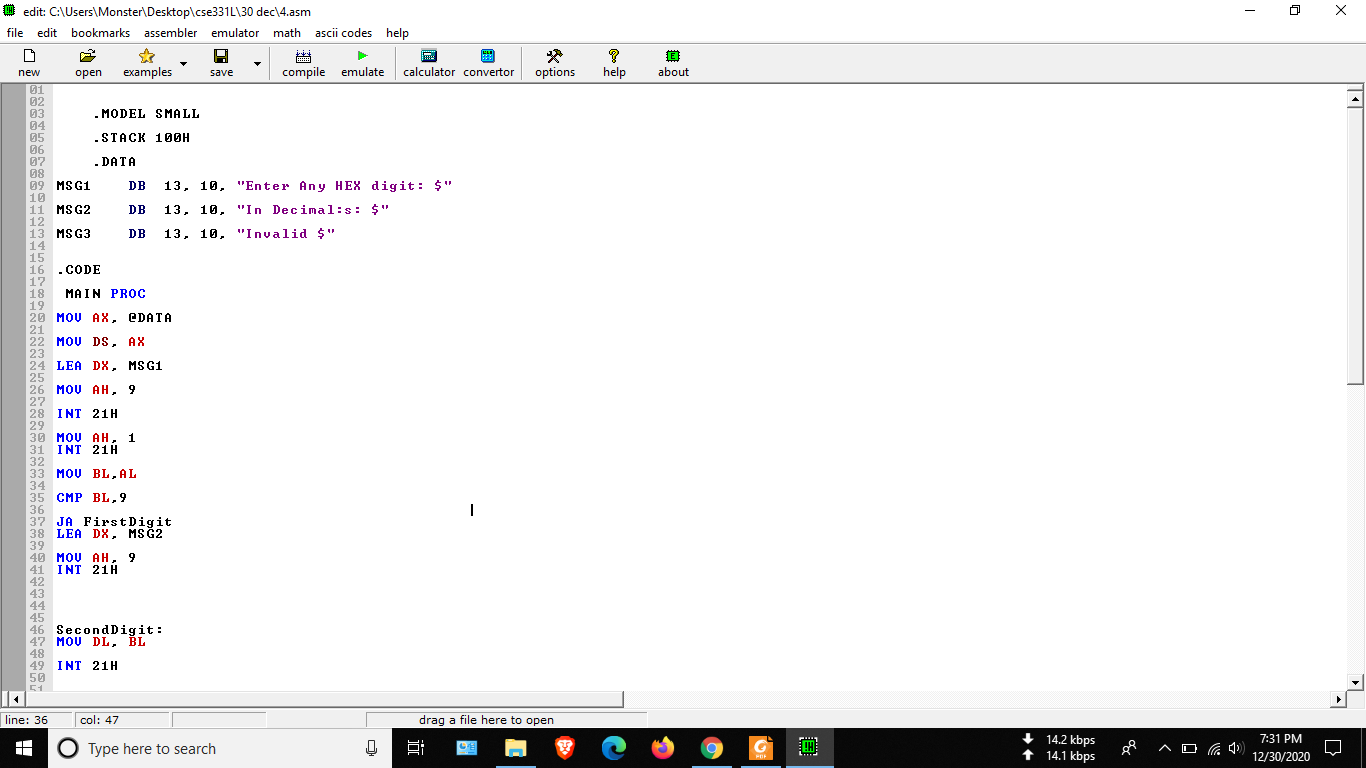 edit: C:\Users\Monster\Desktop\cse331L\30 dec\4.asm
file edit bookmarks assembler emulator math ascii codes help
new open examples save compile emulate calculator convertor options help about
01
02
03 .MODEL SMALL
04
05 .STACK 100H
06
07 .DATA
08
09 MSG1 DB 13, 10, "Enter Any HEX digit: $"
10
11 MSG2 DB 13, 10, "In Decimal:s: $"
12
13 MSG3 DB 13, 10, "Invalid $"
14
15
16 .CODE
17
18 MAIN PROC
19
20 MOV AX, @DATA
21
22 MOV DS, AX
23
24 LEA DX, MSG1
25
26 MOV AH, 9
27
28 INT 21H
29
30 MOV AH, 1
31 INT 21H
32
33 MOV BL,AL
34
35 CMP BL,9
36
37 JA FirstDigit
38 LEA DX, MSG2
39
40 MOV AH, 9
41 INT 21H
42
43
44
45
46 SecondDigit:
47 MOV DL, BL
48
49 INT 21H
50
51
line: 36 col: 47 drag a file here to open
Type here to search
14.2 kbps
14.1 kbps
7:31 PM
12/30/2020